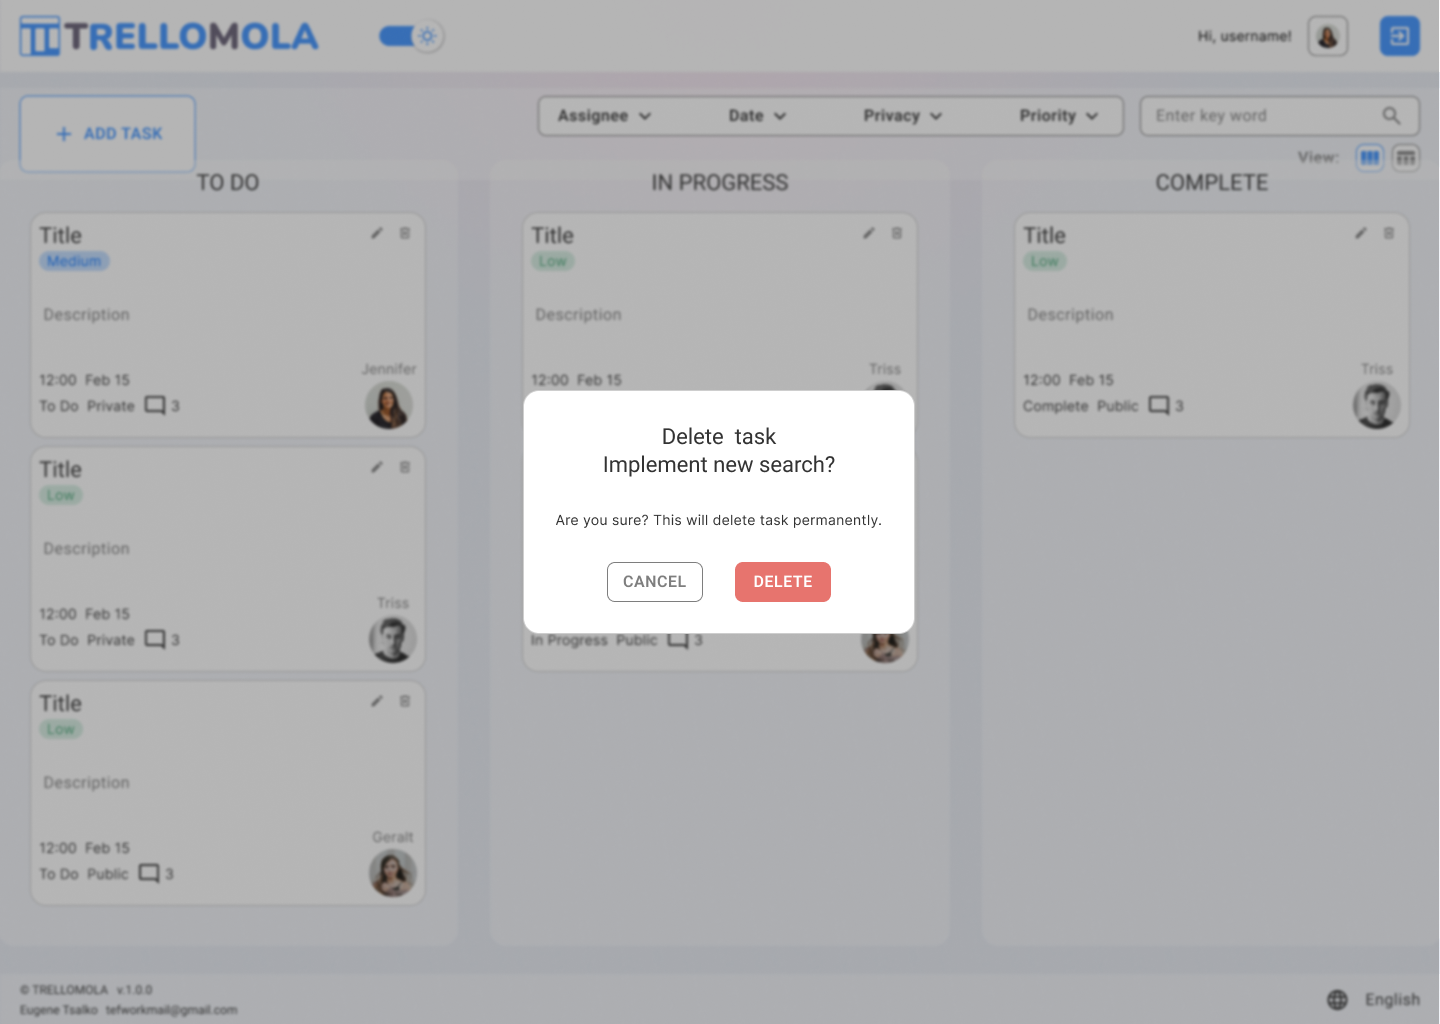 TRELLOMOLA
Hi, username!
ADD TASK
Assignee Date Privacy Priority
Enter key word
View:
TO DO
Title
Medium
Description
Jennifer
12:00 Feb 15
To Do Private 3
Title
Low
Description
Triss
12:00 Feb 15
To Do Private 3
Title
Low
Description
Geralt
12:00 Feb 15
To Do Public 3
IN PROGRESS
Title
Low
Description
Triss
12:00 Feb 15
In Progress Public 3
COMPLETE
Title
Low
Description
Triss
12:00 Feb 15
Complete Public 3
Delete task
Implement new search?
Are you sure? This will delete task permanently.
CANCEL
DELETE
© TRELLOMOLA v.1.0.0
Eugene Tsalko tefworkmail@gmail.com
English